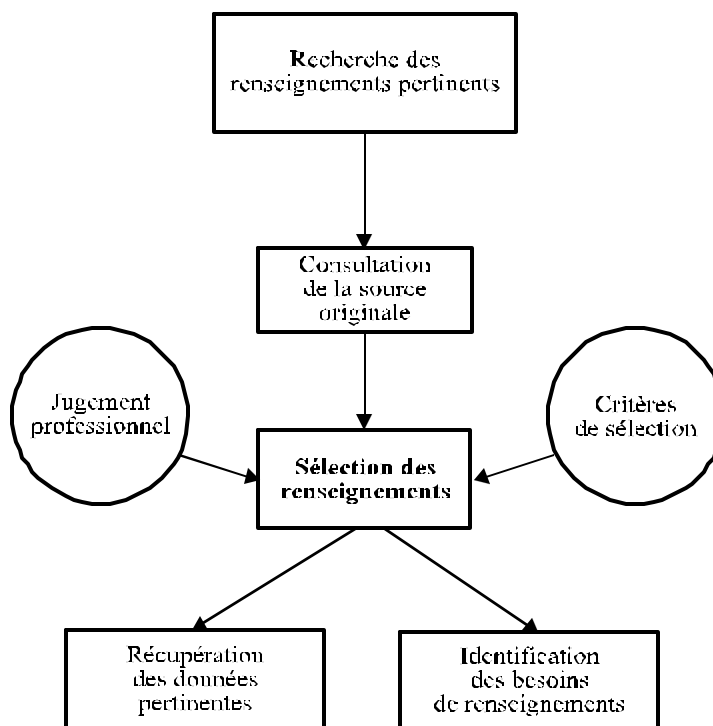 Recherche des
renseignements pertinents
Consultation
de la source
originale
Jugement
professionnel
Critères
de sélection
Sélection des
renseignements
Récupération
des données
pertinentes
Identification
des besoins
de renseignements